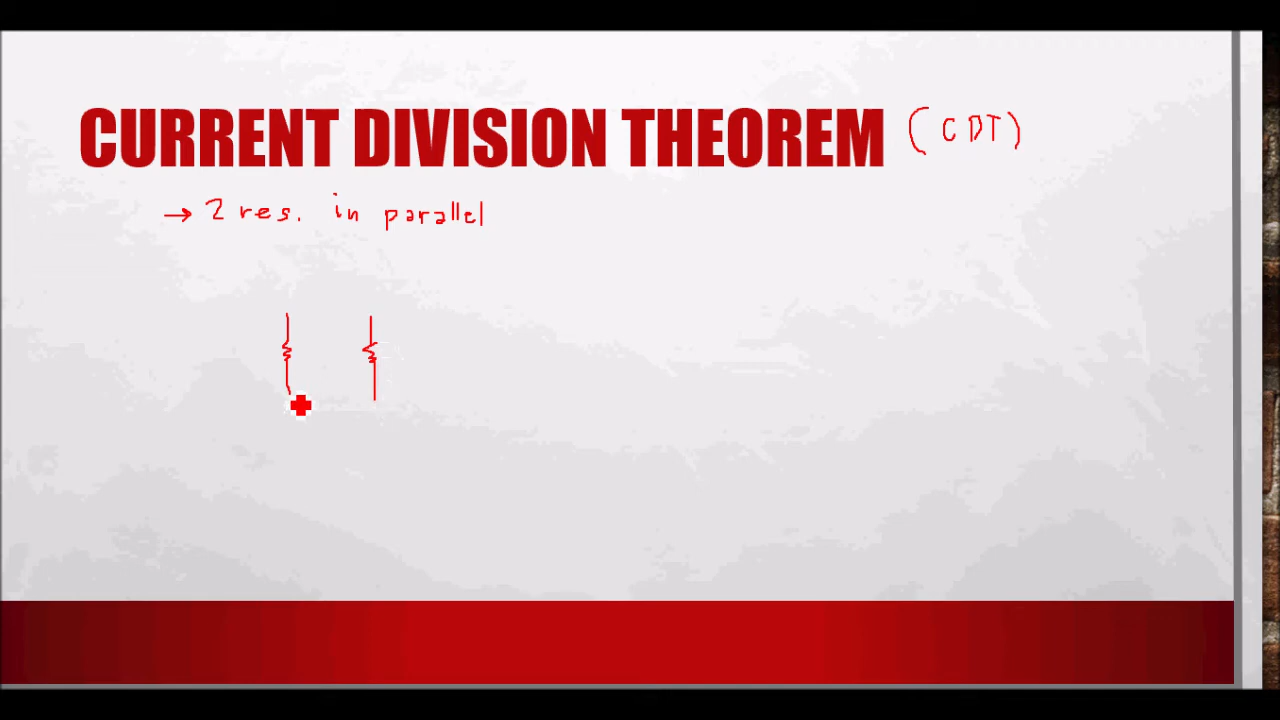 CURRENT DIVISION THEOREM (CDT)
→ 2 res. in parallel